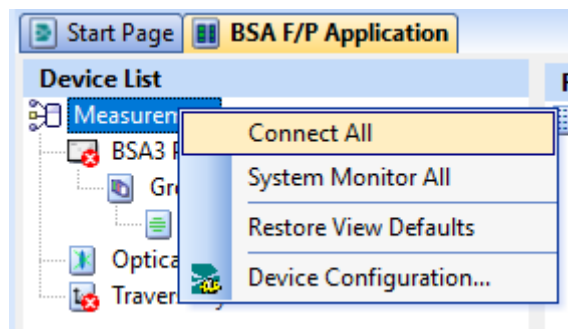 Start Page BSA F/P Application
Device List
Measuren
Connect All
BSA3
System Monitor All
Gr
Restore View Defaults
Optica
Device Configuration...
Traver